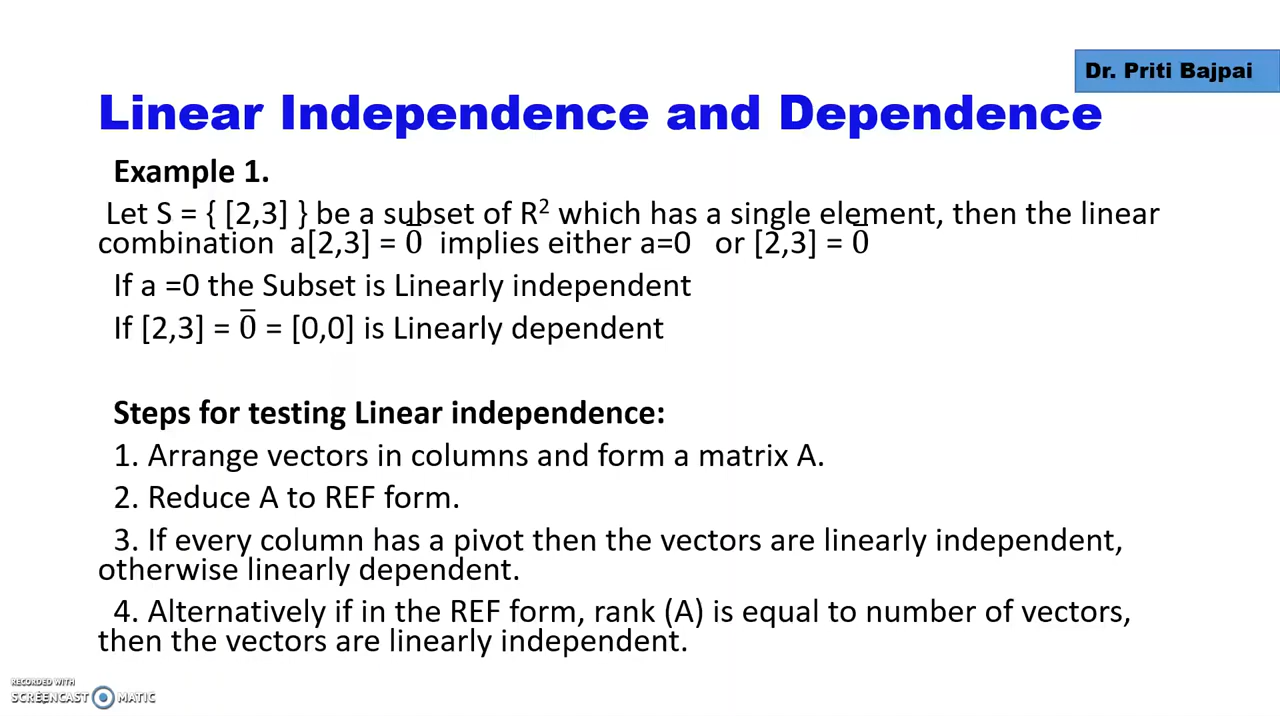 Dr. Priti Bajpai
Linear Independence and Dependence
Example 1.
Let S = { [2,3] } be a subset of R² which has a single element, then the linear
combination a[2,3] = 0̅ implies either a=0 or [2,3] = 0̅
If a =0 the Subset is Linearly independent
If [2,3] = 0̅ = [0,0] is Linearly dependent
Steps for testing Linear independence:
1. Arrange vectors in columns and form a matrix A.
2. Reduce A to REF form.
3. If every column has a pivot then the vectors are linearly independent,
otherwise linearly dependent.
4. Alternatively if in the REF form, rank (A) is equal to number of vectors,
then the vectors are linearly independent.
RECORDED WITH
SCREENCAST MATIC